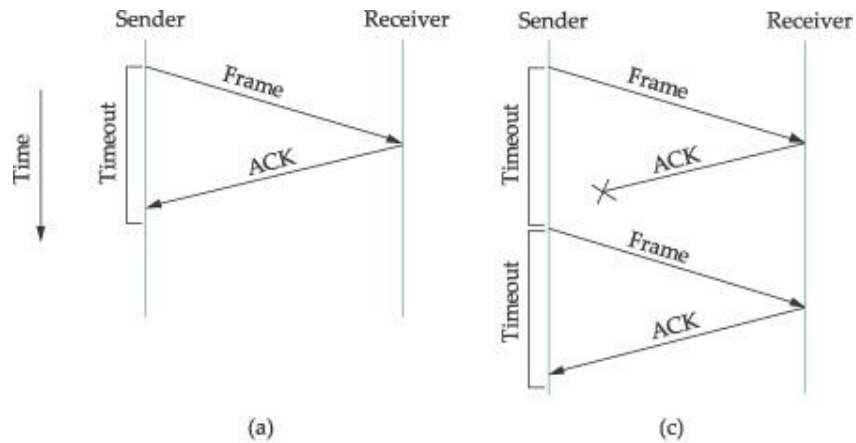 Sender
Receiver
Time
Timeout
Frame
ACK
(a)
Sender
Receiver
Timeout
Frame
ACK
Timeout
Frame
ACK
(c)